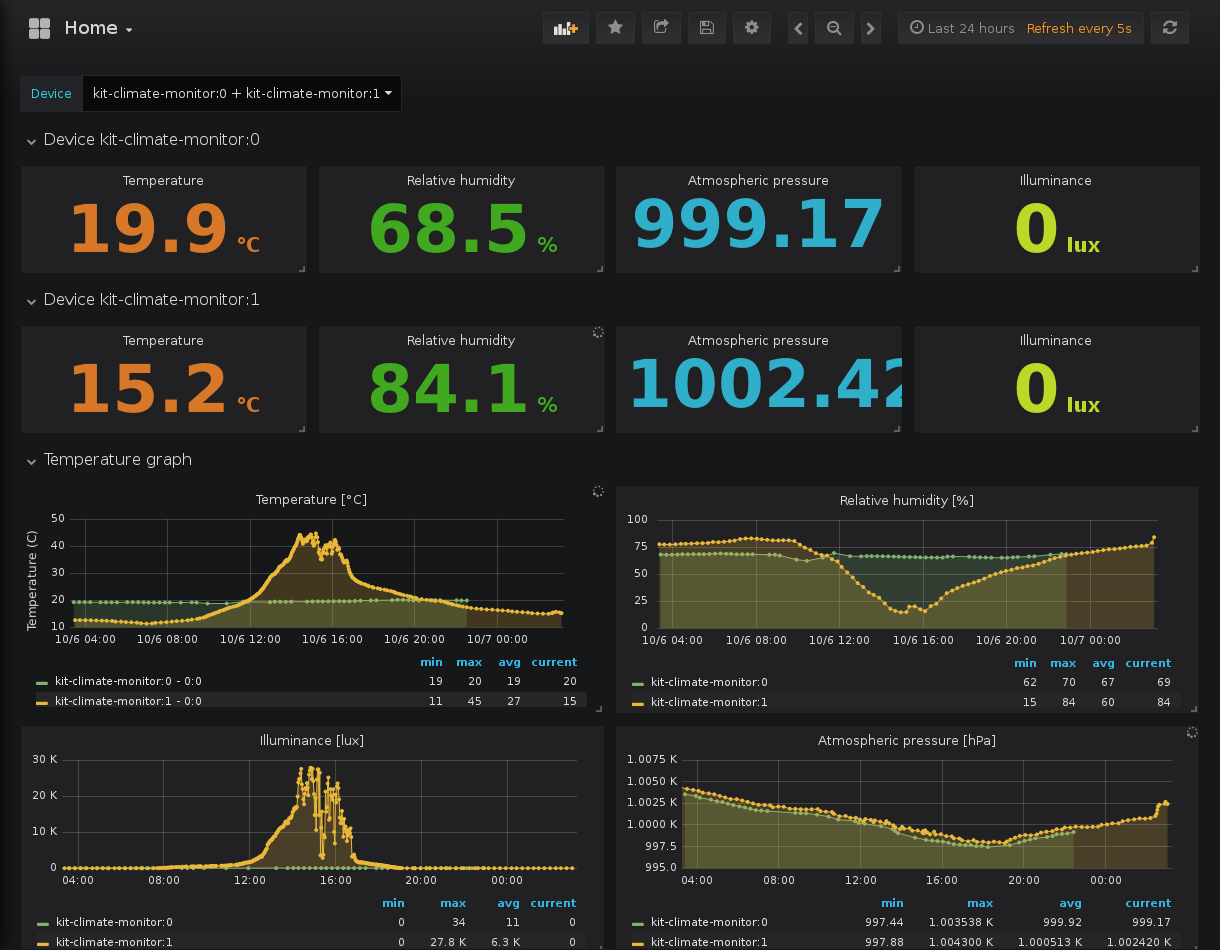 Home
Last 24 hours Refresh every 5s
Device kit-climate-monitor:0 + kit-climate-monitor:1
Device kit-climate-monitor:0
Temperature Relative humidity Atmospheric pressure Illuminance
19.9 °C 68.5 % 999.17 0 lux
Device kit-climate-monitor:1
Temperature Relative humidity Atmospheric pressure Illuminance
15.2 °C 84.1 % 1002.42 0 lux
Temperature graph
Temperature [°C]
Temperature (C)
50
40
30
20
10
10/6 04:00 10/6 08:00 10/6 12:00 10/6 16:00 10/6 20:00 10/7 00:00
min max avg current
kit-climate-monitor:0 - 0:0 19 20 19 20
kit-climate-monitor:1 - 0:0 11 45 27 15
Relative humidity [%]
100
75
50
25
0
10/6 04:00 10/6 08:00 10/6 12:00 10/6 16:00 10/6 20:00 10/7 00:00
min max avg current
kit-climate-monitor:0 62 70 67 69
kit-climate-monitor:1 15 84 60 84
Illuminance [lux]
30 K
20 K
10 K
0
04:00 08:00 12:00 16:00 20:00 00:00
min max avg current
kit-climate-monitor:0 0 34 11 0
kit-climate-monitor:1 0 27.8 K 6.3 K 0
Atmospheric pressure [hPa]
1.0075 K
1.0050 K
1.0025 K
1.0000 K
997.5
995.0
04:00 08:00 12:00 16:00 20:00 00:00
min max avg current
kit-climate-monitor:0 997.44 1.003538 K 999.92 999.17
kit-climate-monitor:1 997.88 1.004300 K 1.000513 K 1.002420 K